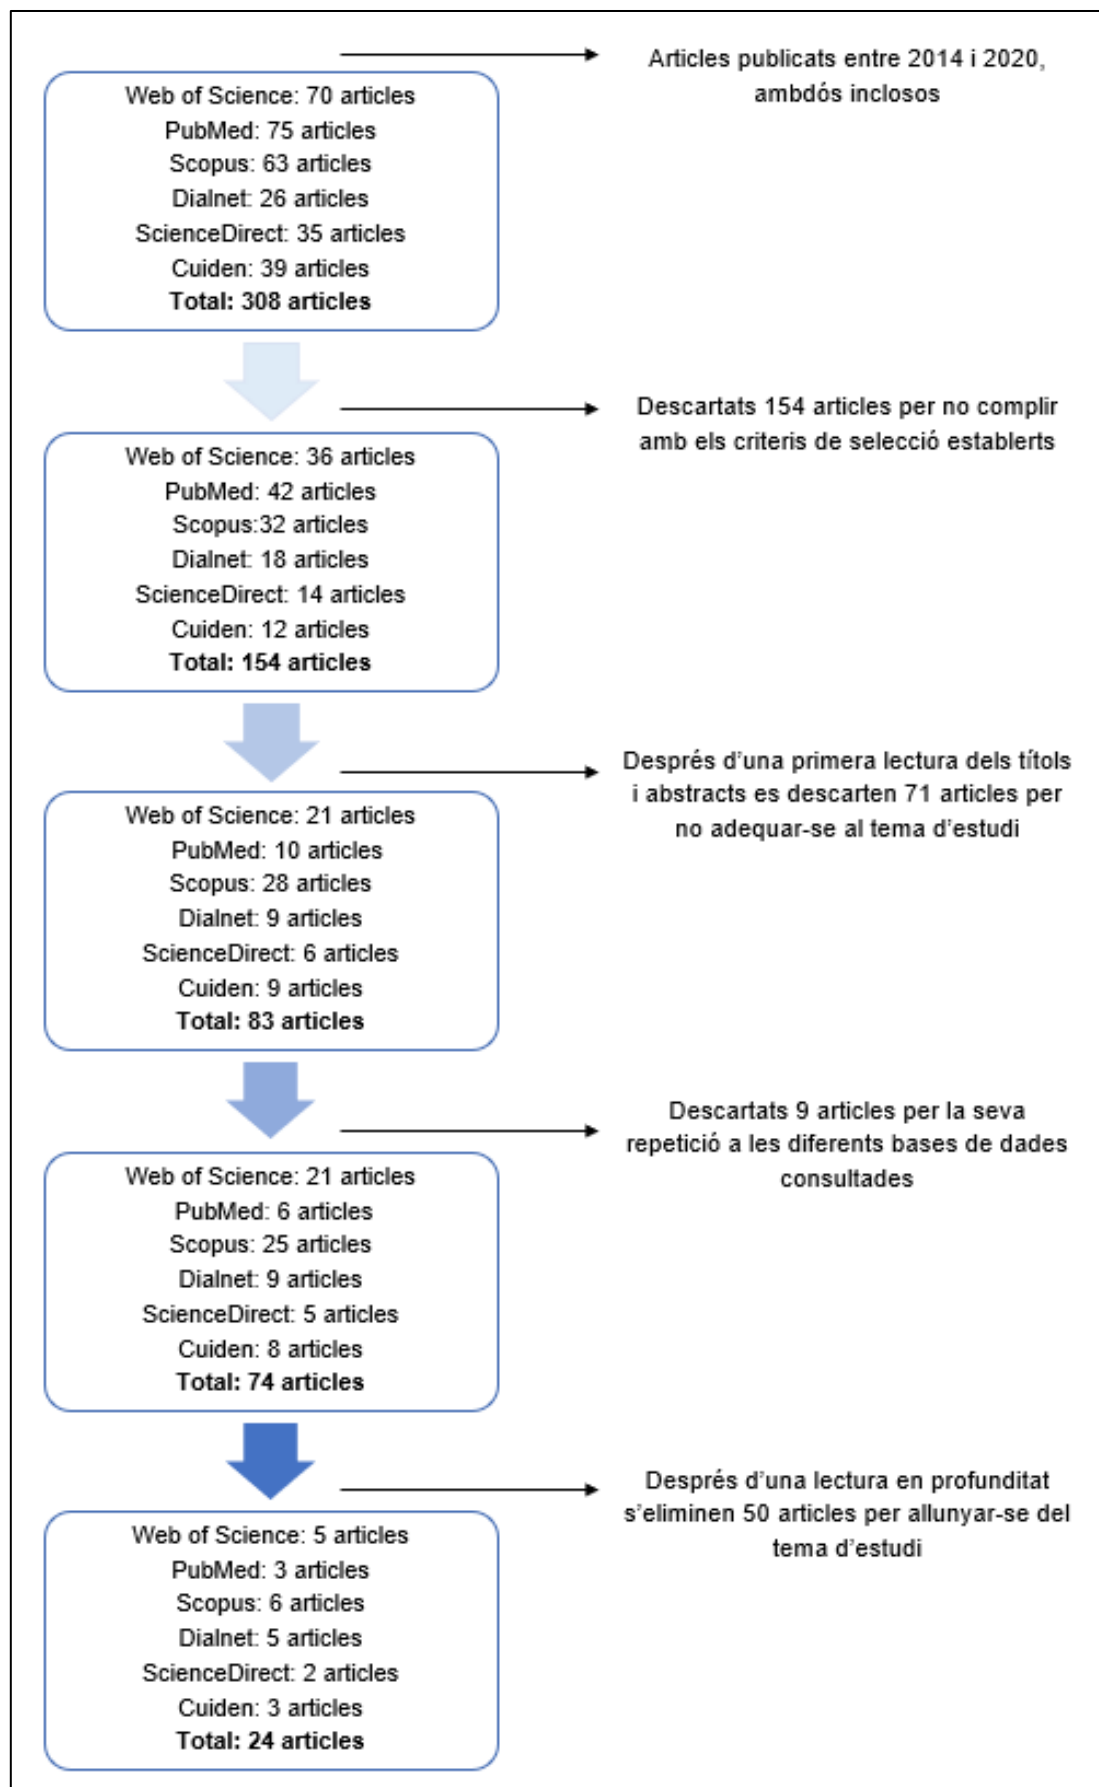 Articles publicats entre 2014 i 2020,
ambdós inclosos
Web of Science: 70 articles
PubMed: 75 articles
Scopus: 63 articles
Dialnet: 26 articles
ScienceDirect: 35 articles
Cuiden: 39 articles
Total: 308 articles
Descartats 154 articles per no complir
amb els criteris de selecció establerts
Web of Science: 36 articles
PubMed: 42 articles
Scopus:32 articles
Dialnet: 18 articles
ScienceDirect: 14 articles
Cuiden: 12 articles
Total: 154 articles
Després d’una primera lectura dels títols
i abstracts es descarten 71 articles per
no adequar-se al tema d’estudi
Web of Science: 21 articles
PubMed: 10 articles
Scopus: 28 articles
Dialnet: 9 articles
ScienceDirect: 6 articles
Cuiden: 9 articles
Total: 83 articles
Descartats 9 articles per la seva
repetició a les diferents bases de dades
consultades
Web of Science: 21 articles
PubMed: 6 articles
Scopus: 25 articles
Dialnet: 9 articles
ScienceDirect: 5 articles
Cuiden: 8 articles
Total: 74 articles
Després d’una lectura en profunditat
s’eliminen 50 articles per allunyar-se del
tema d’estudi
Web of Science: 5 articles
PubMed: 3 articles
Scopus: 6 articles
Dialnet: 5 articles
ScienceDirect: 2 articles
Cuiden: 3 articles
Total: 24 articles